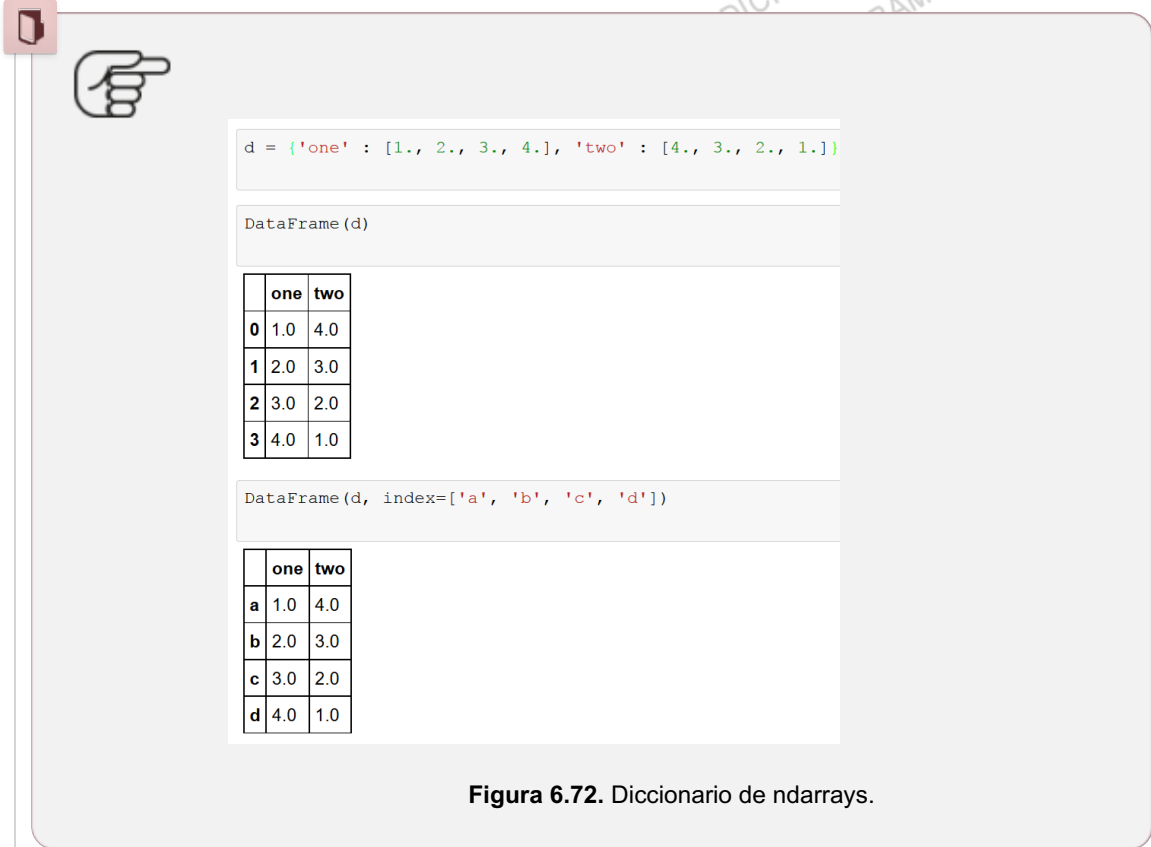 d = {'one' : [1., 2., 3., 4.], 'two' : [4., 3., 2., 1.]}
DataFrame(d)
one two
0 1.0 4.0
1 2.0 3.0
2 3.0 2.0
3 4.0 1.0
DataFrame(d, index=['a', 'b', 'c', 'd'])
one two
a 1.0 4.0
b 2.0 3.0
c 3.0 2.0
d 4.0 1.0
Figura 6.72. Diccionario de ndarrays.